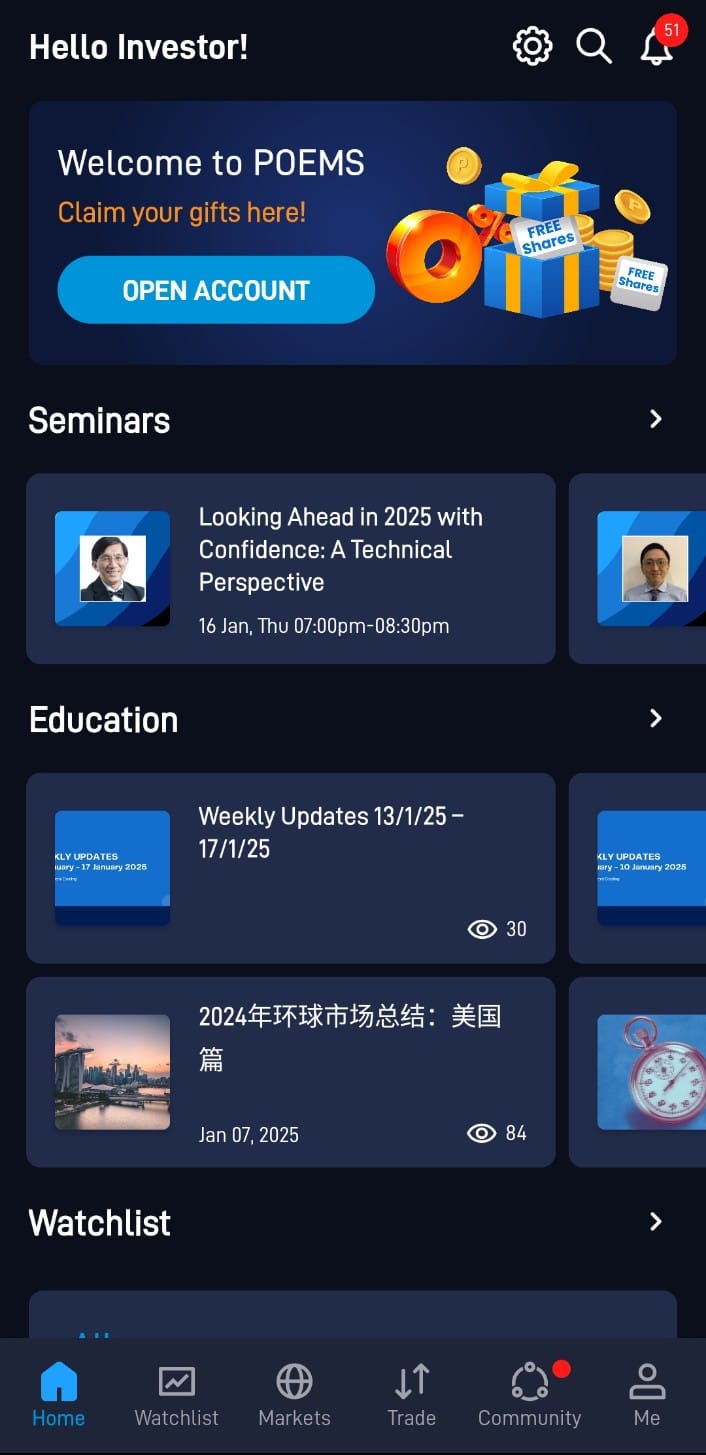 Hello Investor!
51
Welcome to POEMS
Claim your gifts here!
OPEN ACCOUNT
P
P
%
FREE
Shares
FREE
Shares
Seminars
Looking Ahead in 2025 with
Confidence: A Technical
Perspective
16 Jan, Thu 07:00pm-08:30pm
Education
Weekly Updates 13/1/25 –
17/1/25
KLY UPDATES
uary - 17 January 2025
30
KLY UPDATES
ary - 10 January 2025
2024年环球市场总结：美国
篇
Jan 07, 2025
84
Watchlist
All
Home
Watchlist
Markets
Trade
Community
Me